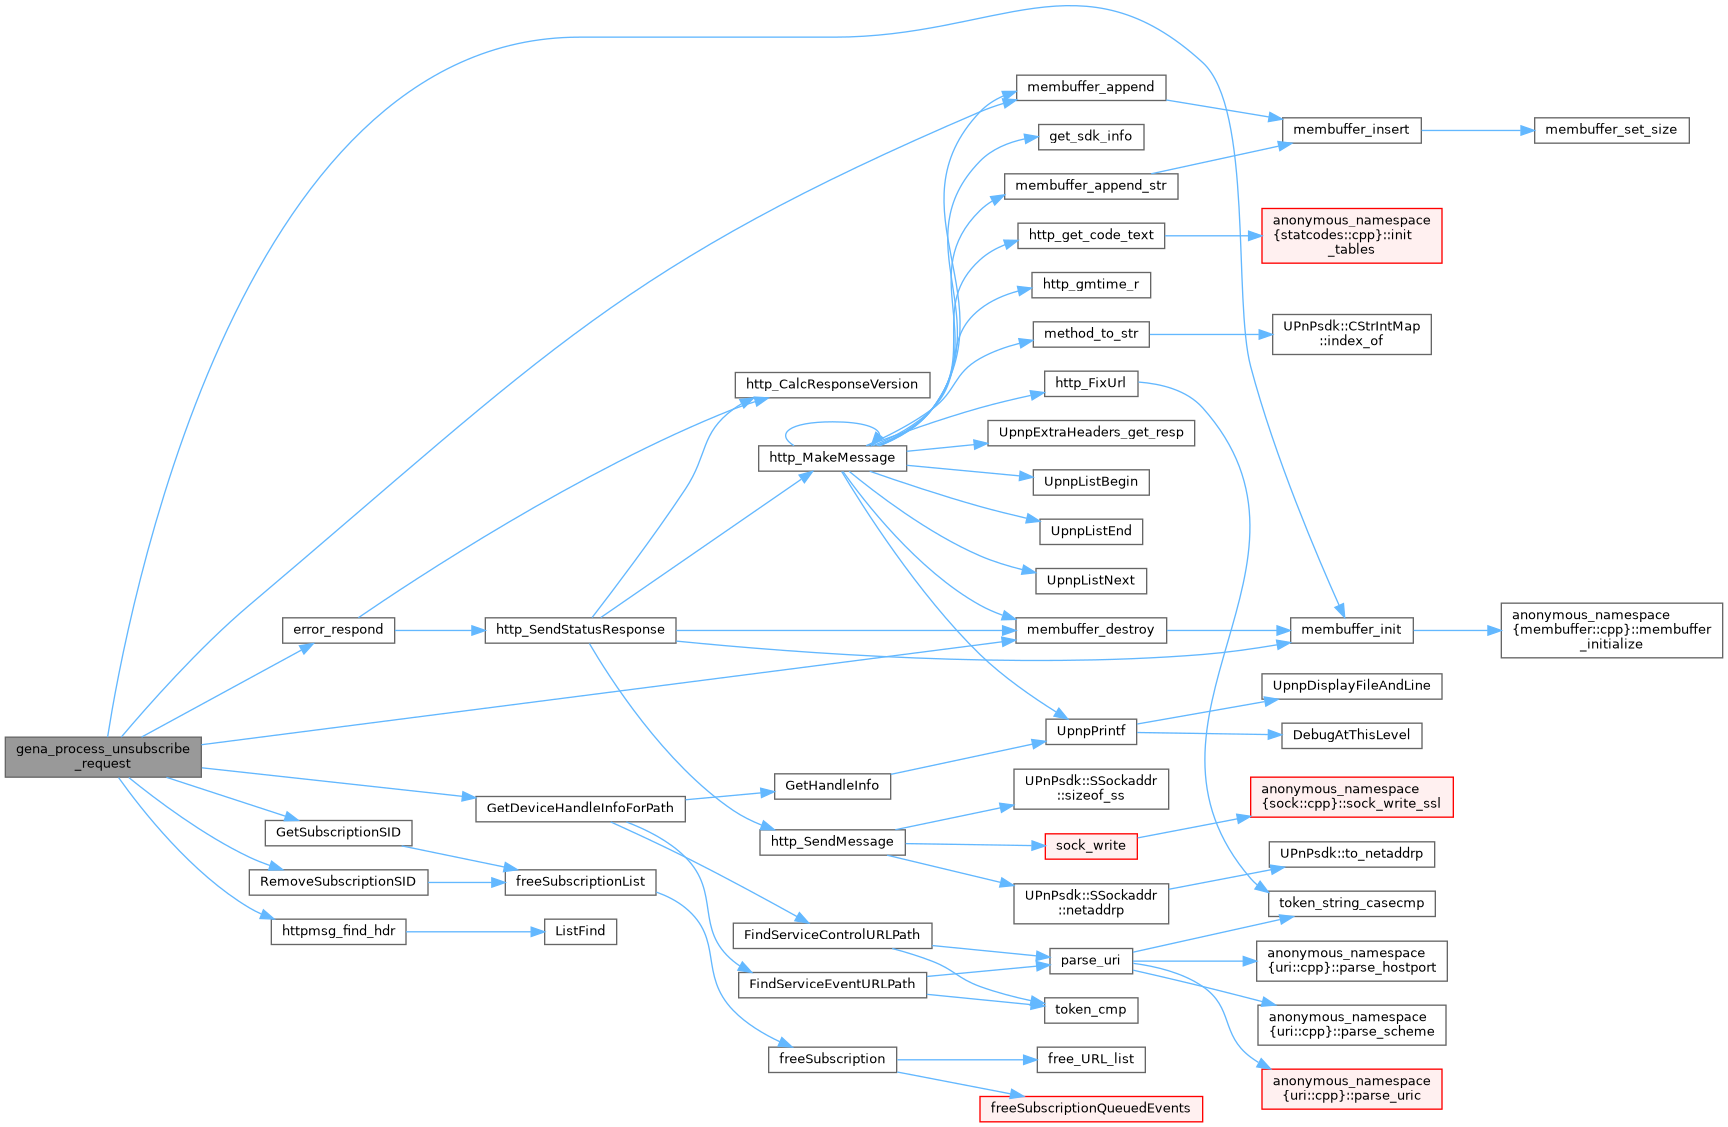 gena_process_unsubscribe
_request
error_respond
GetSubscriptionSID
RemoveSubscriptionSID
httpmsg_find_hdr
http_SendStatusResponse
GetDeviceHandleInfoForPath
freeSubscriptionList
ListFind
http_CalcResponseVersion
http_MakeMessage
GetHandleInfo
http_SendMessage
FindServiceControlURLPath
FindServiceEventURLPath
freeSubscription
membuffer_append
get_sdk_info
membuffer_append_str
http_get_code_text
http_gmtime_r
method_to_str
http_FixUrl
UpnpExtraHeaders_get_resp
UpnpListBegin
UpnpListEnd
UpnpListNext
membuffer_destroy
UpnpPrintf
UPnPsdk::SSockaddr
::sizeof_ss
sock_write
UPnPsdk::SSockaddr
::netaddrp
parse_uri
token_cmp
free_URL_list
freeSubscriptionQueuedEvents
membuffer_insert
anonymous_namespace
{statcodes::cpp}::init
_tables
UPnPsdk::CStrIntMap
::index_of
membuffer_init
UpnpDisplayFileAndLine
DebugAtThisLevel
anonymous_namespace
{sock::cpp}::sock_write_ssl
UPnPsdk::to_netaddrp
token_string_casecmp
anonymous_namespace
{uri::cpp}::parse_hostport
anonymous_namespace
{uri::cpp}::parse_scheme
anonymous_namespace
{uri::cpp}::parse_uric
membuffer_set_size
anonymous_namespace
{membuffer::cpp}::membuffer
_initialize